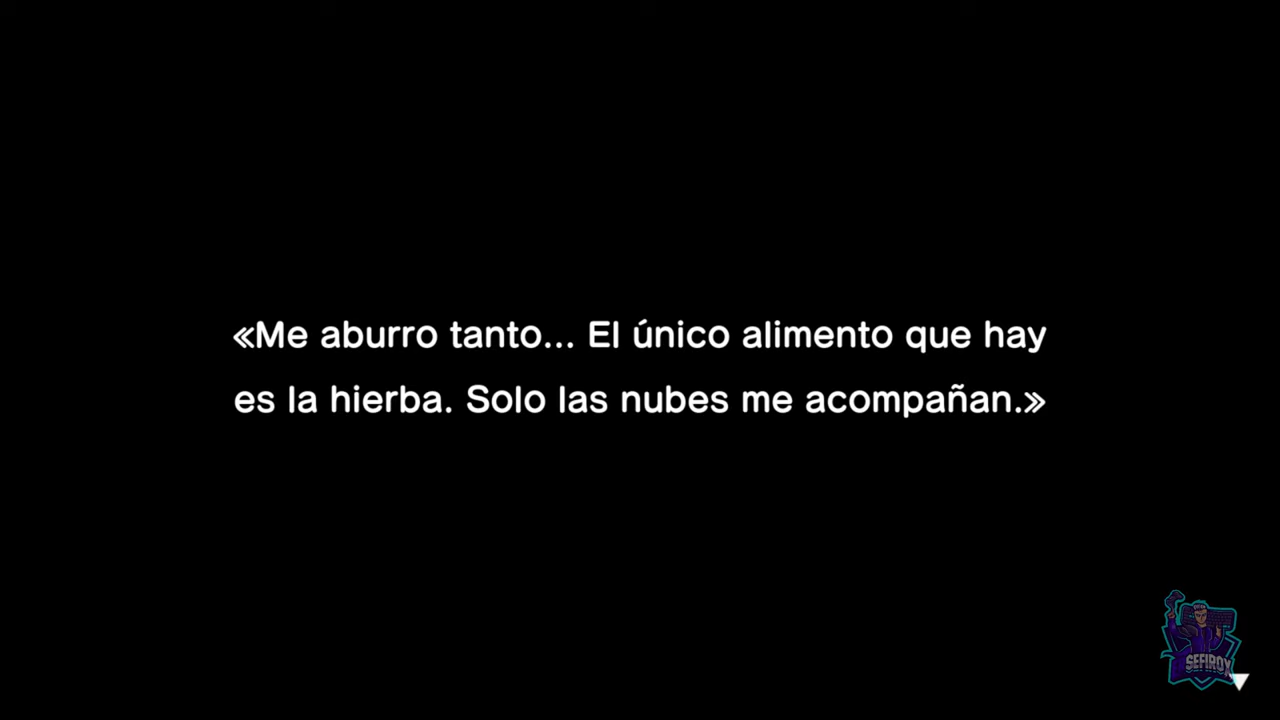 «Me aburro tanto... El único alimento que hay
es la hierba. Solo las nubes me acompañan.»
SEFIROX